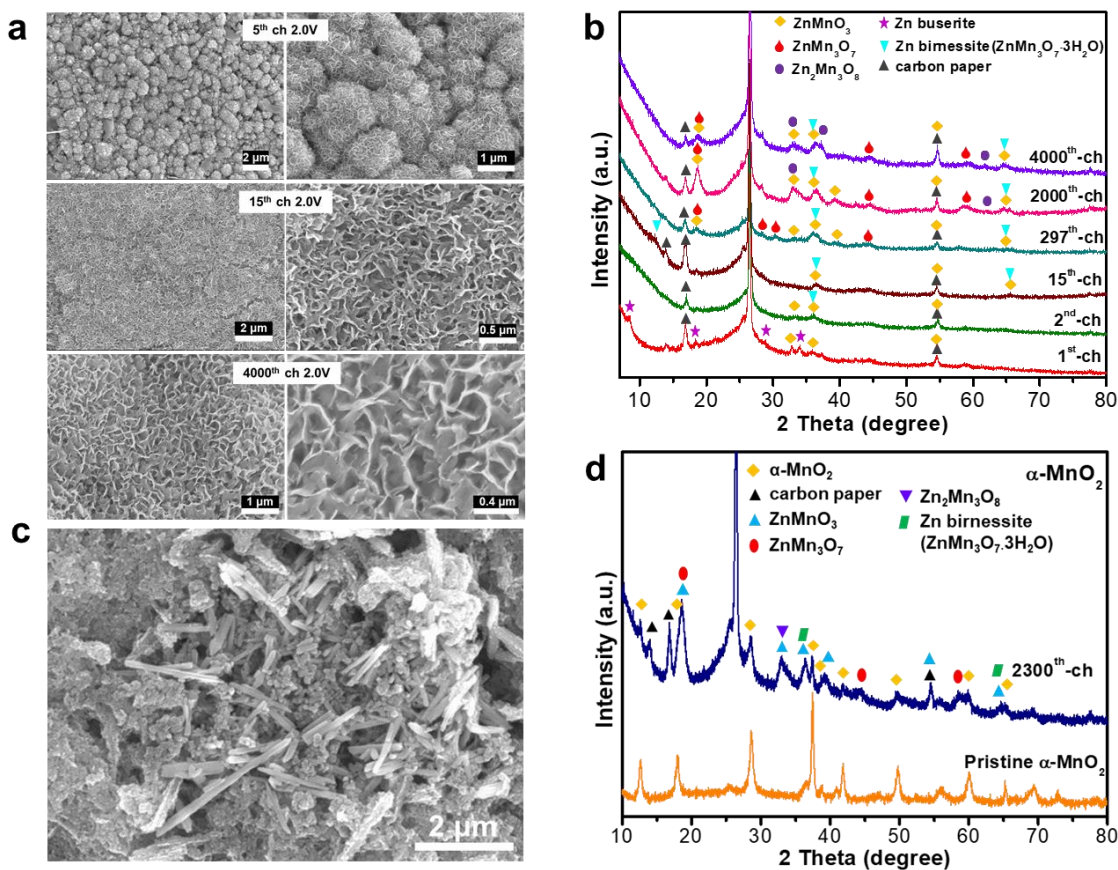 a
5th ch 2.0V
2 μm
1 μm
15th ch 2.0V
2 μm
0.5 μm
4000th ch 2.0V
1 μm
0.4 μm
b
ZnMnO3
ZnMn3O7
Zn2Mn3O8
Zn buserite
Zn birnessite(ZnMn3O7·3H2O)
carbon paper
4000th-ch
2000th-ch
297th-ch
15th-ch
2nd-ch
1st-ch
Intensity (a.u.)
10 20 30 40 50 60 70 80
2 Theta (degree)
c
2 μm
d
α-MnO2
carbon paper
ZnMnO3
ZnMn3O7
Zn2Mn3O8
Zn birnessite
(ZnMn3O7.3H2O)
α-MnO2
2300th-ch
Pristine α-MnO2
Intensity (a.u.)
10 20 30 40 50 60 70 80
2 Theta (degree)